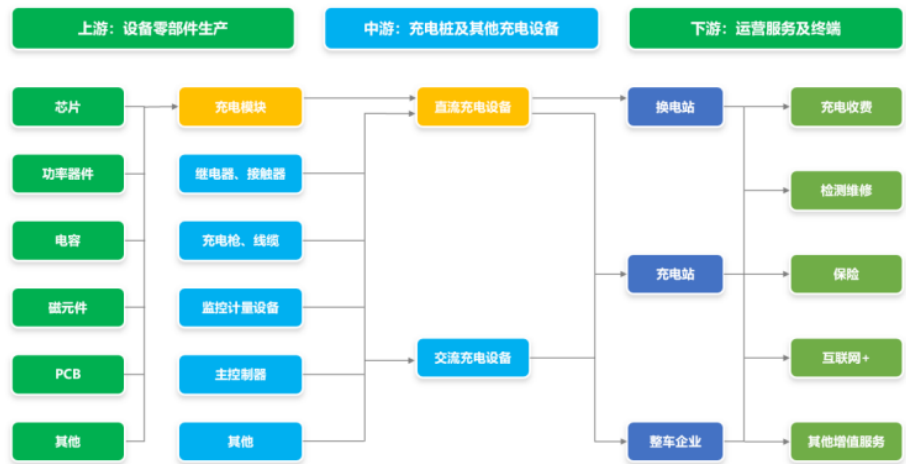 上游：设备零部件生产
中游：充电桩及其他充电设备
下游：运营服务及终端
芯片
充电模块
直流充电设备
换电站
充电收费
功率器件
继电器、接触器
检测维修
电容
充电枪、线缆
充电站
保险
磁元件
监控计量设备
交流充电设备
互联网+
PCB
主控制器
其他
其他
整车企业
其他增值服务